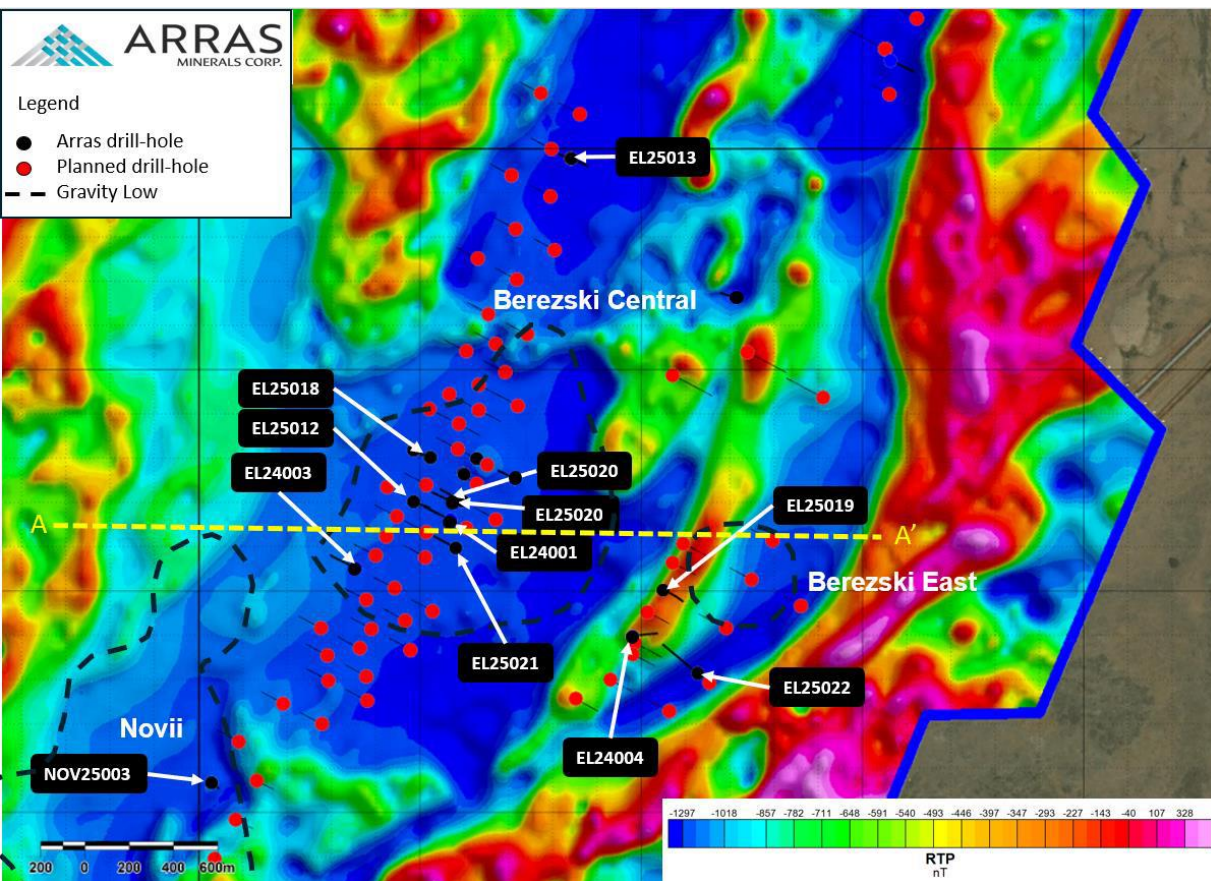 ARRAS
MINERALS CORP.
Legend
Arras drill-hole
Planned drill-hole
Gravity Low
EL25013
Berezski Central
EL25018
EL25012
EL24003
EL25020
EL25020
EL25019
A
A'
EL24001
Berezski East
EL25021
EL25022
Novii
EL24004
NOV25003
200 0 200 400 600m
-1297 -1018 -857 -782 -711 -648 -591 -540 -493 -446 -397 -347 -293 -227 -143 -40 107 328
RTP
nT